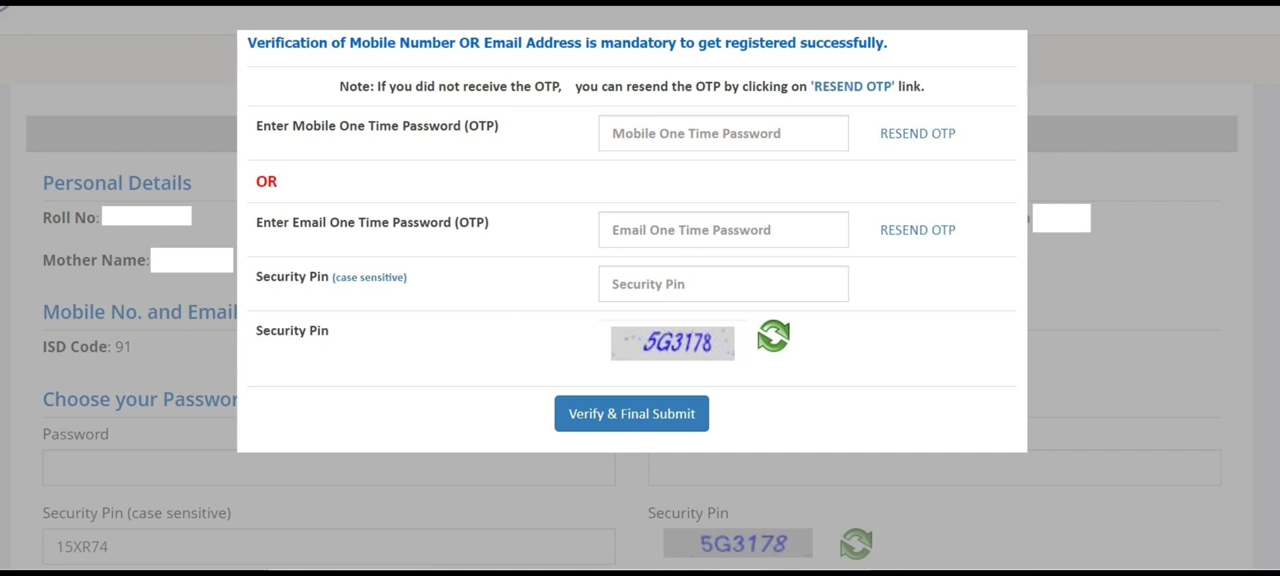 Verification of Mobile Number OR Email Address is mandatory to get registered successfully.
Note: If you did not receive the OTP, you can resend the OTP by clicking on 'RESEND OTP' link.
Enter Mobile One Time Password (OTP) Mobile One Time Password RESEND OTP
OR
Enter Email One Time Password (OTP) Email One Time Password RESEND OTP
Security Pin (case sensitive) Security Pin
Security Pin 5G3178
Verify & Final Submit
Personal Details
Roll No:
Mother Name:
Mobile No. and Email
ISD Code: 91
Choose your Passwor
Password
Security Pin (case sensitive) Security Pin
15XR74 5G3178